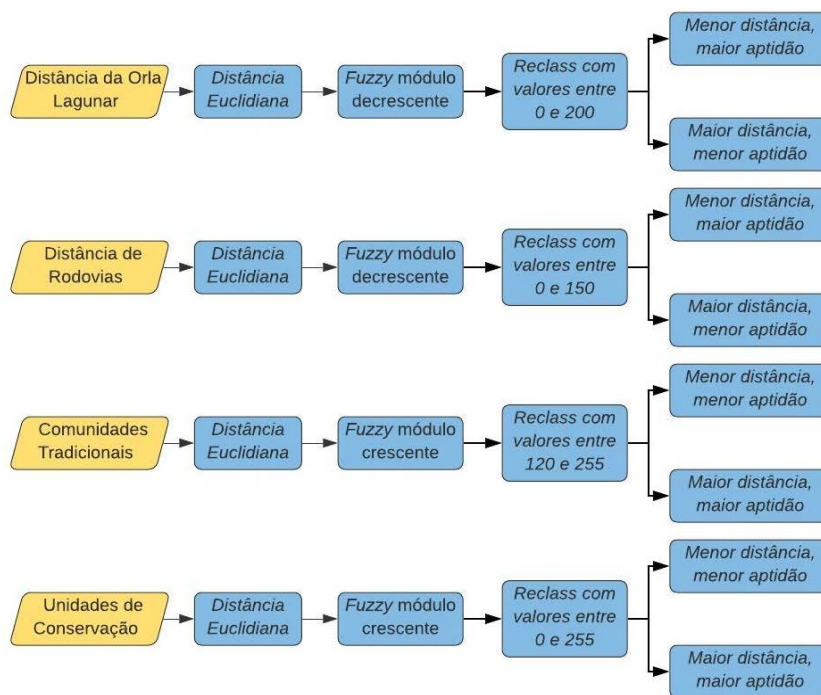 Distância da Orla
Lagunar
Distância
Euclidiana
Fuzzy módulo
decrescente
Reclass com
valores entre
0 e 200
Menor distância,
maior aptidão
Maior distância,
menor aptidão
Distância de
Rodovias
Distância
Euclidiana
Fuzzy módulo
decrescente
Reclass com
valores entre
0 e 150
Menor distância,
maior aptidão
Maior distância,
menor aptidão
Comunidades
Tradicionais
Distância
Euclidiana
Fuzzy módulo
crescente
Reclass com
valores entre
120 e 255
Menor distância,
menor aptidão
Maior distância,
maior aptidão
Unidades de
Conservação
Distância
Euclidiana
Fuzzy módulo
crescente
Reclass com
valores entre
0 e 255
Menor distância,
menor aptidão
Maior distância,
maior aptidão